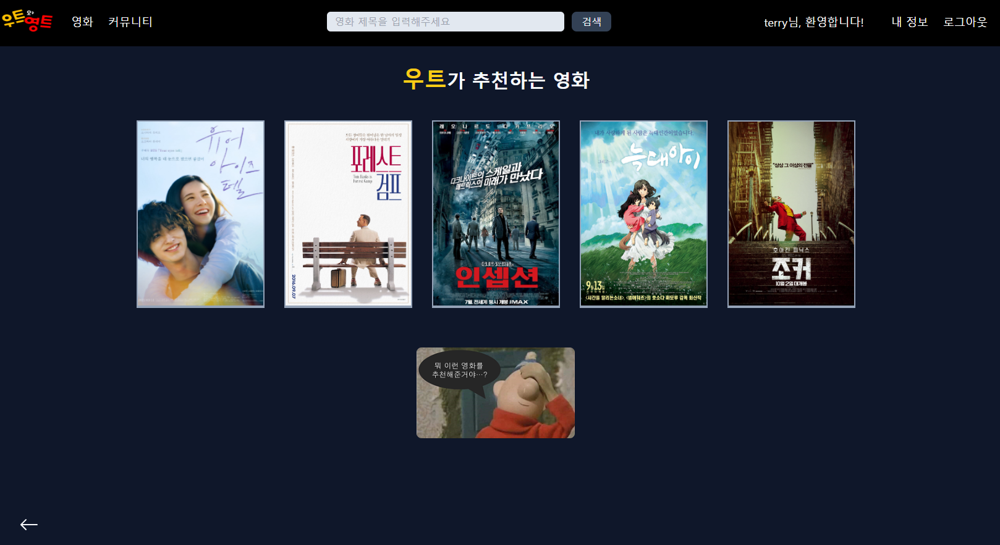 우트와
영트
영화
커뮤니티
영화 제목을 입력해주세요
검색
terry님, 환영합니다!
내 정보
로그아웃
우트가 추천하는 영화
유어
아이즈
텔
포레스트
검프
Tom Hanks is
Forrest Gump
2016.09.07
레오나르도 디카프리오
다크나이트의 스케일과
매트릭스의 미래가 만났다
인셉션
7월, 전세계 동시 개봉 IMAX
내가 사랑하게 된 사람은 늑대인간이었습니다.
그리고…
늑대아이
9월 13일
<시간을 달리는 소녀>, <썸머워즈>의 호소다 마모루 감독 최신작
"상상 그 이상의 전율"
호아킨 피닉스
조커
10월 2일 대개봉
뭐 이런 영화를
추천해준거야…?